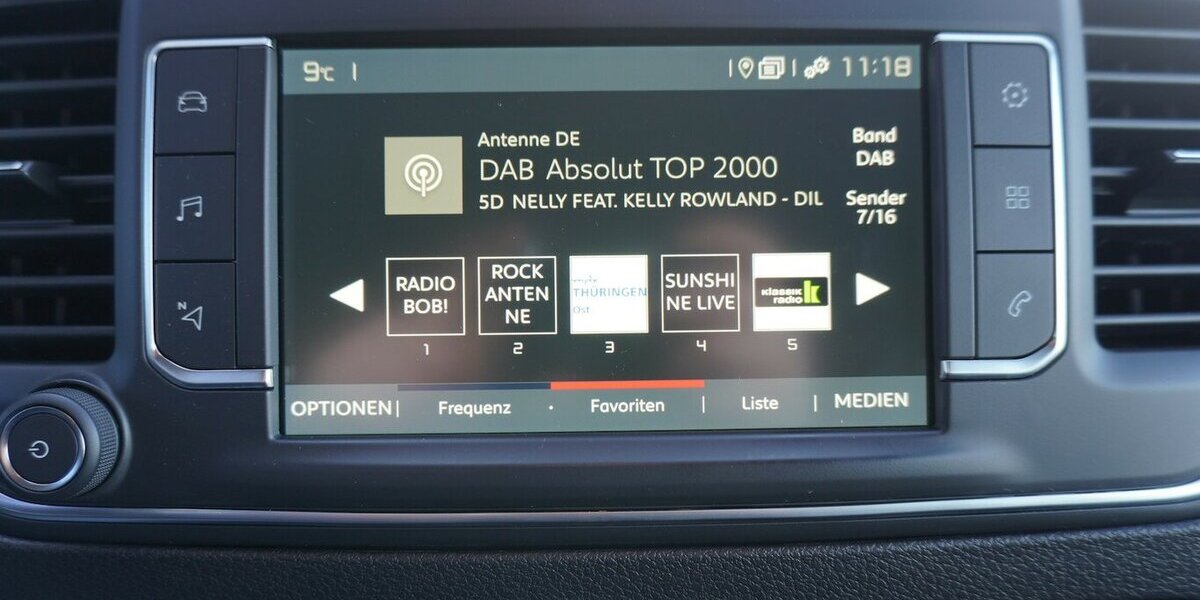 9°C
11:18
Antenne DE
DAB Absolut TOP 2000
5D NELLY FEAT. KELLY ROWLAND - DIL
Band
DAB
Sender
7/16
RADIO
BOB!
ROCK
ANTEN
NE
THÜRINGEN
Ost
SUNSHI
NE LIVE
klassik
radio
1
2
3
4
5
OPTIONEN
Frequenz
Favoriten
Liste
MEDIEN
N